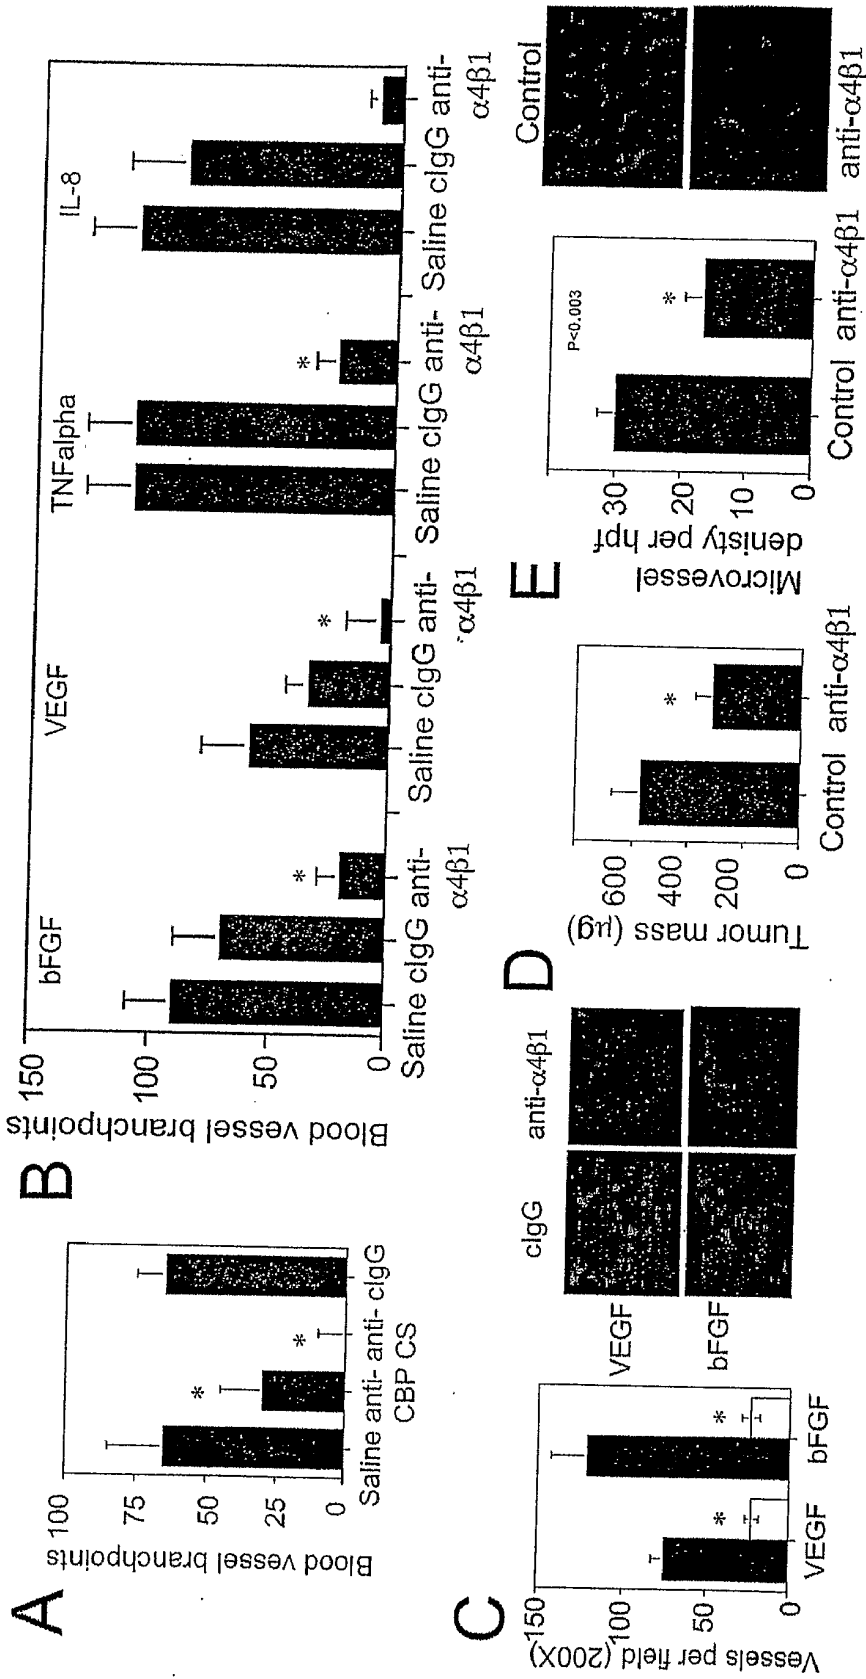 A
Blood vessel branchpoints
100
75
50
25
0
Saline anti- anti- cIgG
CBP CS
B
Blood vessel branchpoints
150
100
50
0
bFGF
VEGF
TNFalpha
IL-8
*
*
*
*
*
Saline cIgG anti-
α4β1
Saline cIgG anti-
α4β1
Saline cIgG anti-
α4β1
Saline cIgG anti-
α4β1
C
Vessels per field (200X)
150
100
50
0
*
*
VEGF bFGF
cIgG anti-α4β1
VEGF
bFGF
D
Tumor mass (µg)
600
400
200
0
*
Control anti-α4β1
E
Microvessel
denisty per hpf
30
20
10
0
P<0.003
*
Control anti-α4β1
Control
anti-α4β1